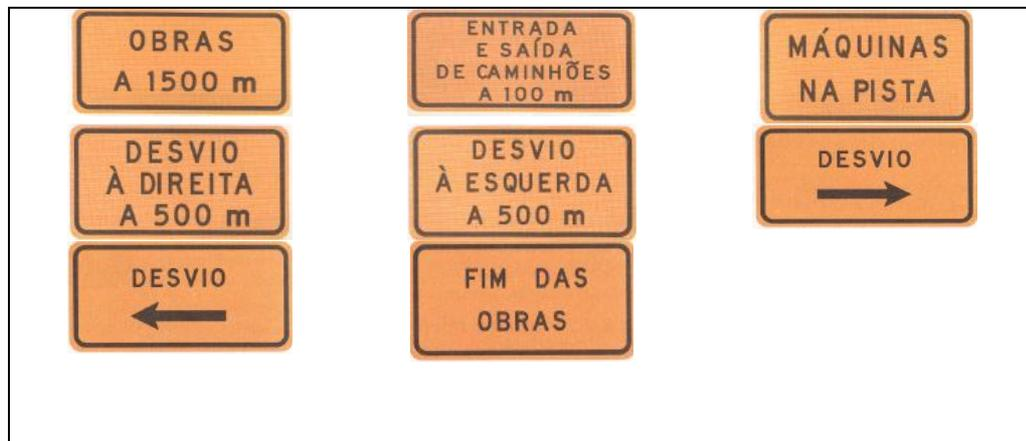 OBRAS
A 1500 m
ENTRADA
E SAÍDA
DE CAMINHÕES
A 100 m
MÁQUINAS
NA PISTA
DESVIO
À DIREITA
A 500 m
DESVIO
À ESQUERDA
A 500 m
DESVIO
DESVIO
FIM DAS
OBRAS